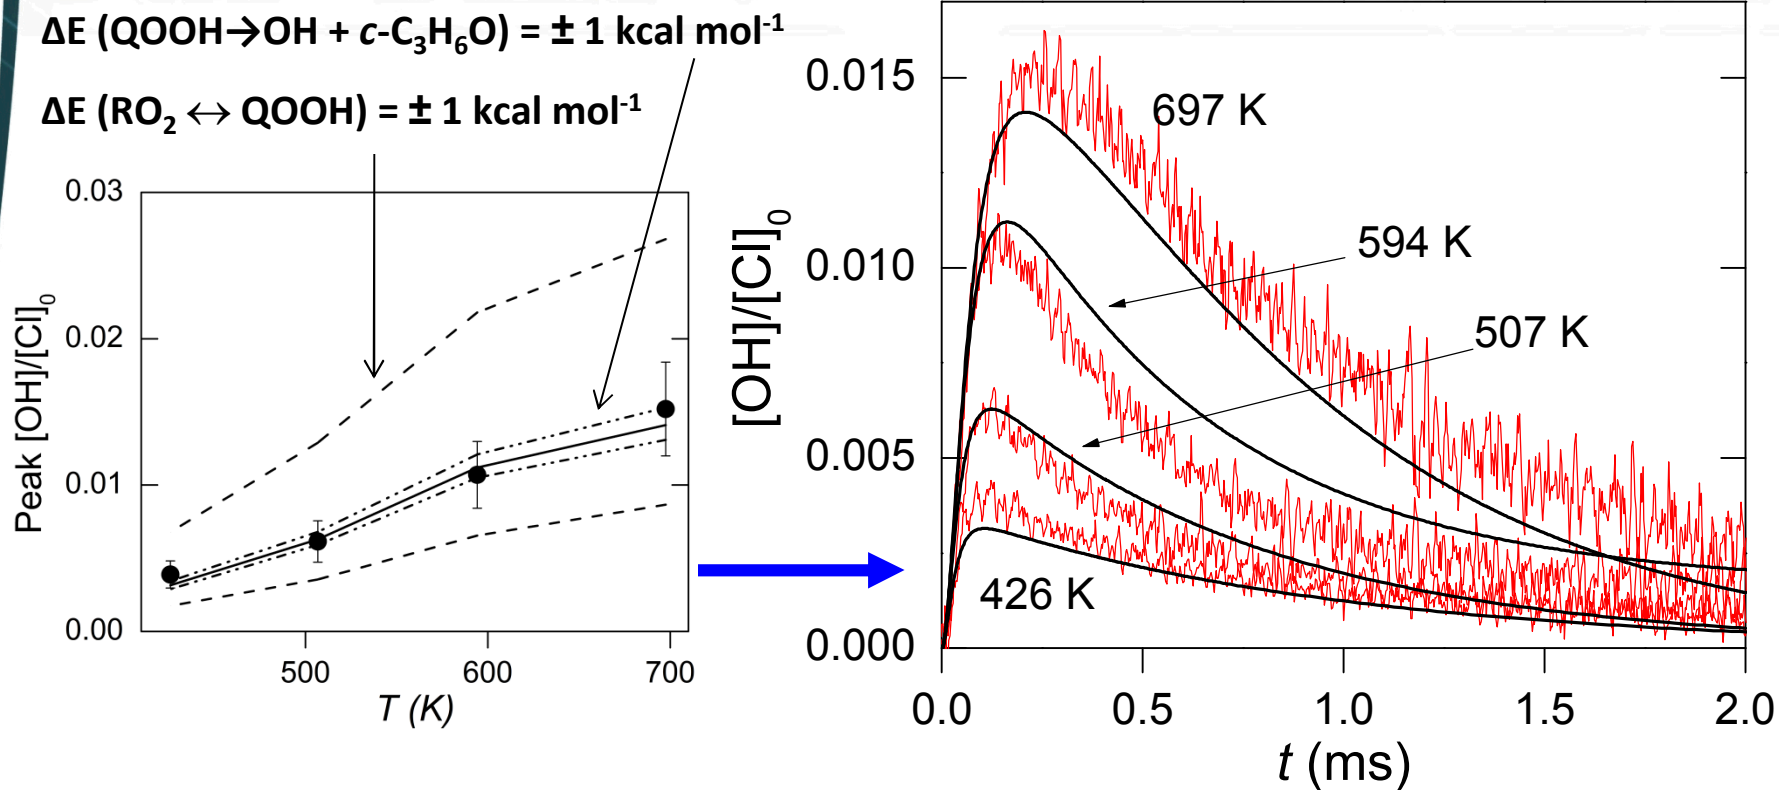 ΔE (QOOH→OH + c-C₃H₆O) = ± 1 kcal mol⁻¹
ΔE (RO₂ ↔ QOOH) = ± 1 kcal mol⁻¹
0.03
0.02
0.01
0.00
Peak [OH]/[Cl]₀
500
600
700
T (K)
0.015
0.010
0.005
0.000
[OH]/[Cl]₀
697 K
594 K
507 K
426 K
0.0
0.5
1.0
1.5
2.0
t (ms)